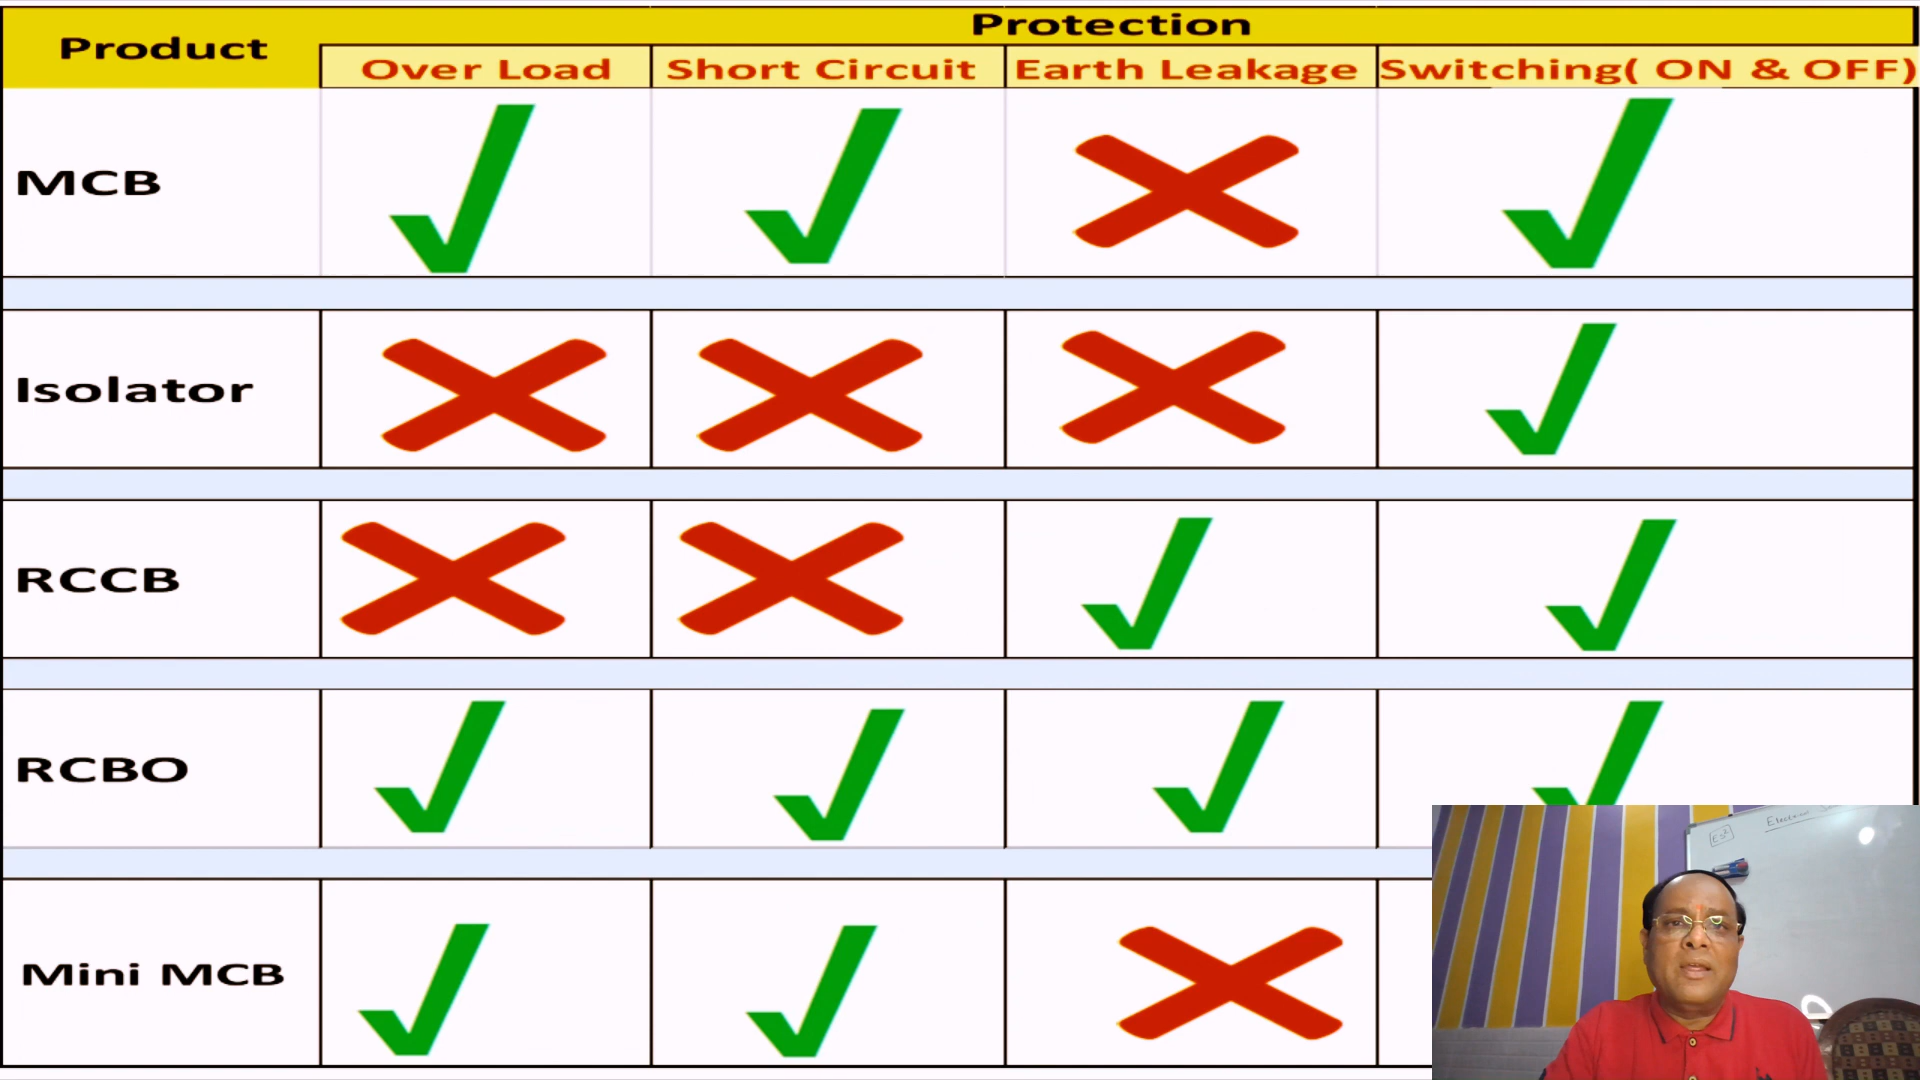 Protection
Product
Over Load
Short Circuit
Earth Leakage
Switching( ON & OFF)
MCB
Isolator
RCCB
RCBO
Mini MCB